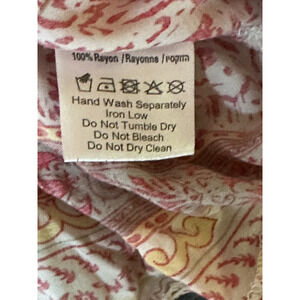 100% Rayon /Rayonne/
Hand Wash Separately
Iron Low
Do Not Tumble Dry
Do Not Bleach
Do Not Dry Clean